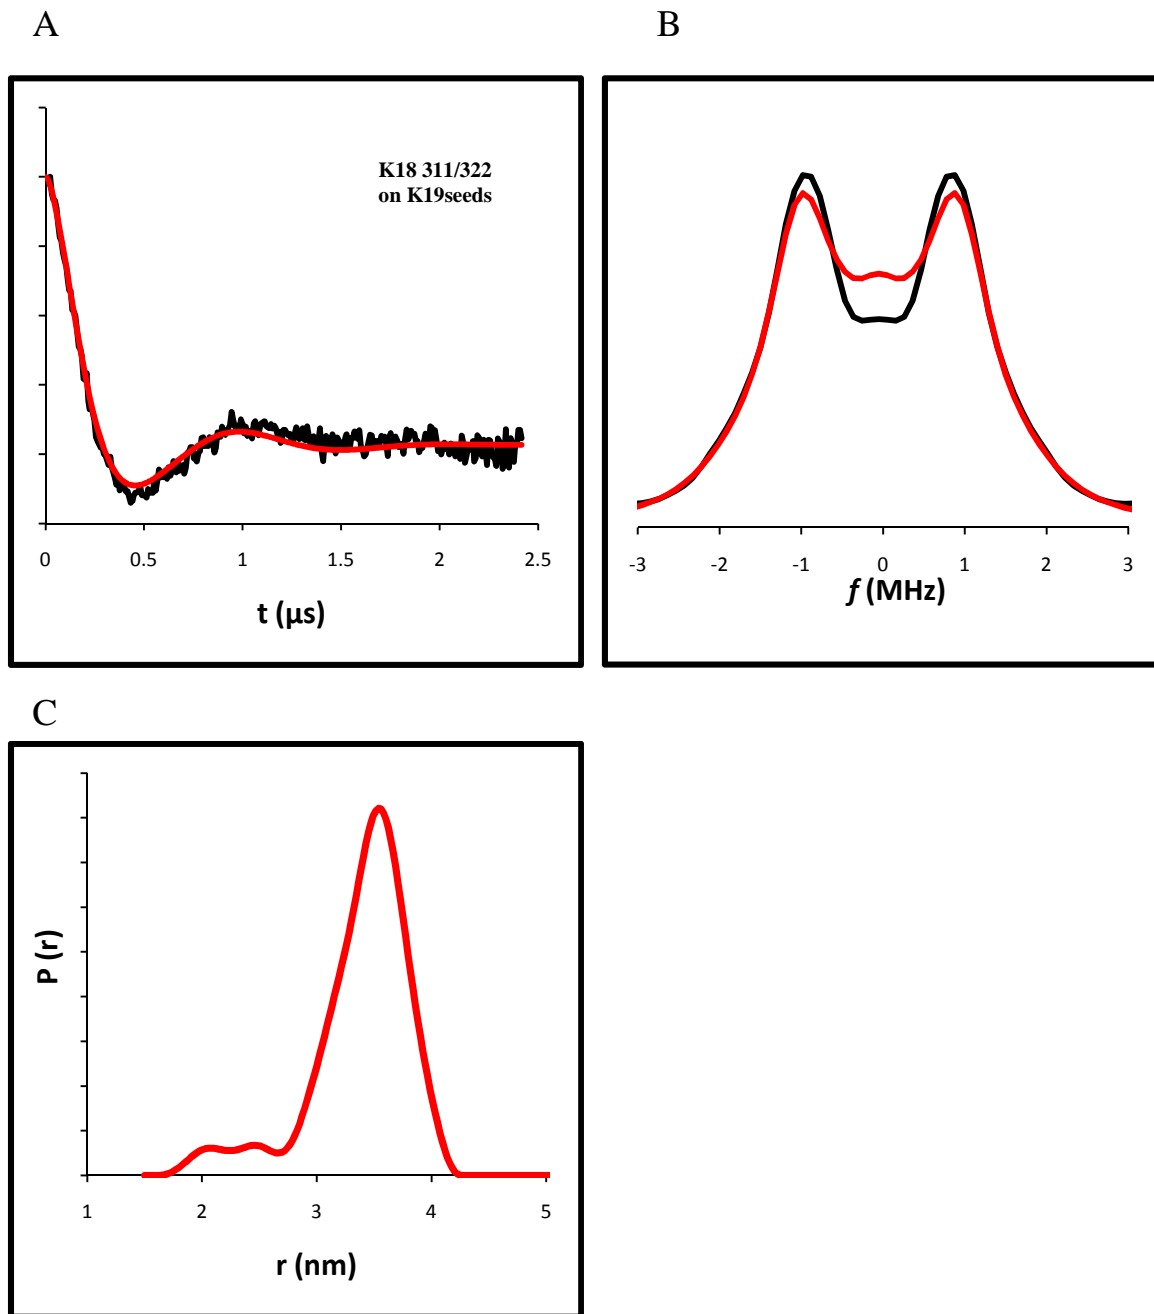 A
B
K18 311/322
on K19seeds
0 0.5 1 1.5 2 2.5
t (µs)
-3 -2 -1 0 1 2 3
f (MHz)
C
P (r)
1 2 3 4 5
r (nm)